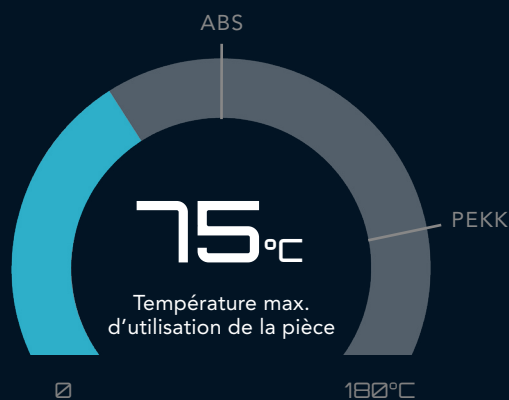 ABS
PEKK
75°C
Température max.
d’utilisation de la pièce
0
180°C